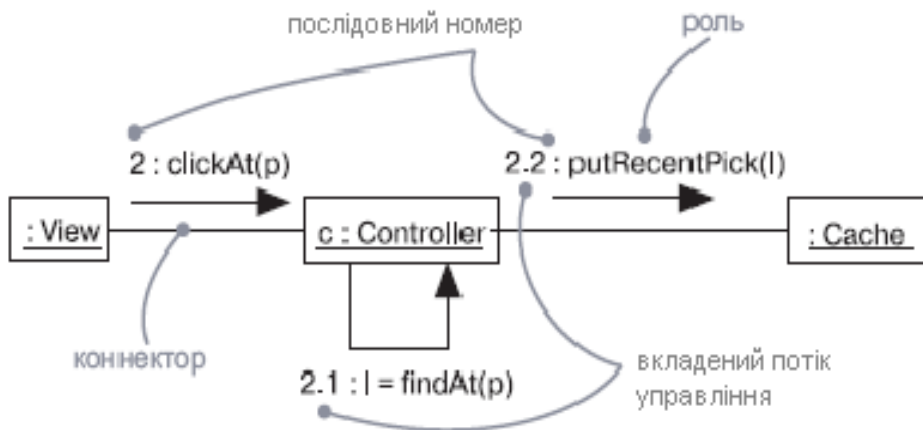 послідовний номер
роль
2 : clickAt(p)
2.2 : putRecentPick(l)
: View
c : Controller
: Cache
коннектор
2.1 : l = findAt(p)
вкладений потік
управління